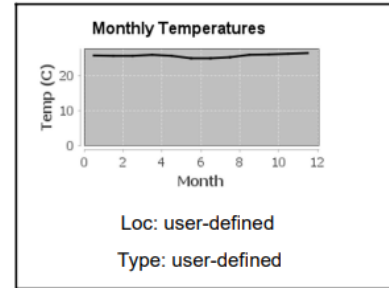 Monthly Temperatures
Temp (C)
20
10
0
0 2 4 6 8 10 12
Month
Loc: user-defined
Type: user-defined